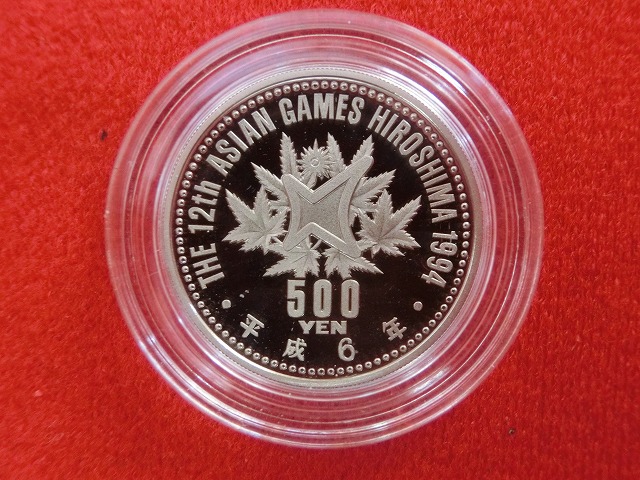 THE 12th ASIAN GAMES HIROSHIMA 1994
500
YEN
・平成6年・